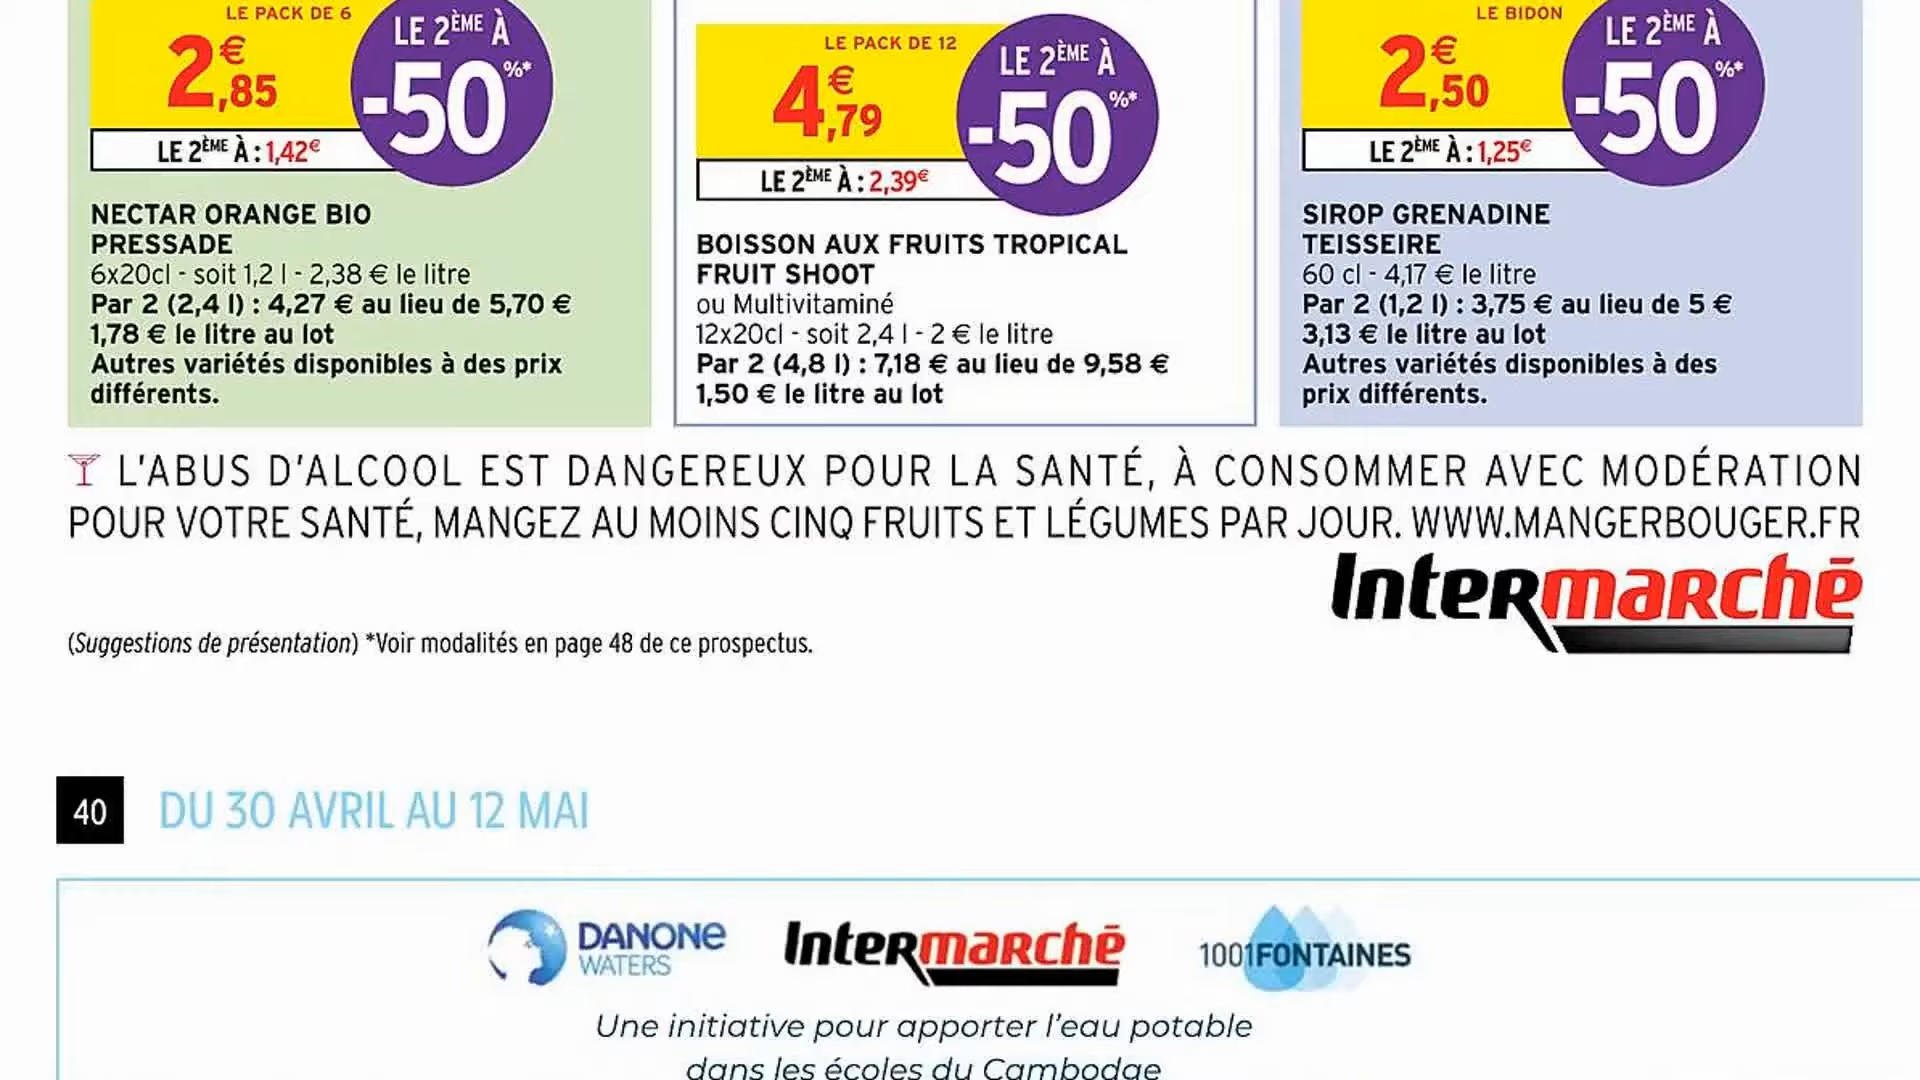 LE PACK DE 6
2,85€
LE 2ÈME À
-50%*
LE 2ÈME À : 1,42€
NECTAR ORANGE BIO
PRESSADE
6x20cl - soit 1,2 l - 2,38 € le litre
Par 2 (2,4 l) : 4,27 € au lieu de 5,70 €
1,78 € le litre au lot
Autres variétés disponibles à des prix
différents.
LE PACK DE 12
4,79€
LE 2ÈME À
-50%*
LE 2ÈME À : 2,39€
BOISSON AUX FRUITS TROPICAL
FRUIT SHOOT
ou Multivitaminé
12x20cl - soit 2,4 l - 2 € le litre
Par 2 (4,8 l) : 7,18 € au lieu de 9,58 €
1,50 € le litre au lot
LE BIDON
2,50€
LE 2ÈME À
-50%*
LE 2ÈME À : 1,25€
SIROP GRENADINE
TEISSEIRE
60 cl - 4,17 € le litre
Par 2 (1,2 l) : 3,75 € au lieu de 5 €
3,13 € le litre au lot
Autres variétés disponibles à des
prix différents.
L'ABUS D'ALCOOL EST DANGEREUX POUR LA SANTÉ, À CONSOMMER AVEC MODÉRATION
POUR VOTRE SANTÉ, MANGEZ AU MOINS CINQ FRUITS ET LÉGUMES PAR JOUR. WWW.MANGERBOUGER.FR
Intermarché
(Suggestions de présentation) *Voir modalités en page 48 de ce prospectus.
40 DU 30 AVRIL AU 12 MAI
DANONE
WATERS
Intermarché
1001FONTAINES
Une initiative pour apporter l'eau potable
dans les écoles du Cambodge